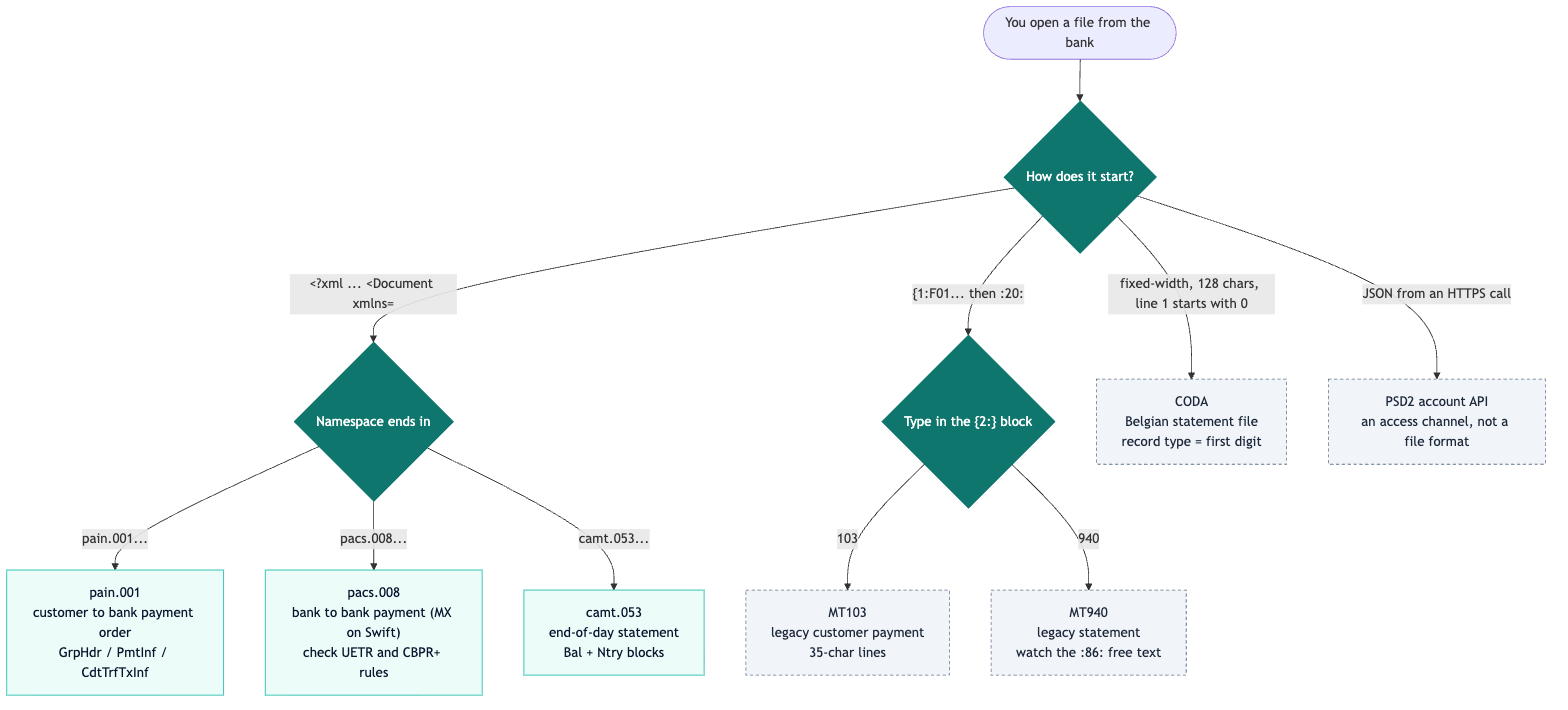 You open a file from the
bank
How does it start?
<?xml ... <Document
xmlns=
{1:F01... then :20:
fixed-width, 128 chars,
line 1 starts with 0
JSON from an HTTPS call
Namespace ends in
Type in the {2:} block
CODA
Belgian statement file
record type = first digit
PSD2 account API
an access channel, not a
file format
pain.001...
pacs.008...
camt.053...
103
940
pain.001
customer to bank payment
order
GrpHdr / PmtInf /
CdtTrfTxInf
pacs.008
bank to bank payment (MX
on Swift)
check UETR and CBPR+
rules
camt.053
end-of-day statement
Bal + Ntry blocks
MT103
legacy customer payment
35-char lines
MT940
legacy statement
watch the :86: free text